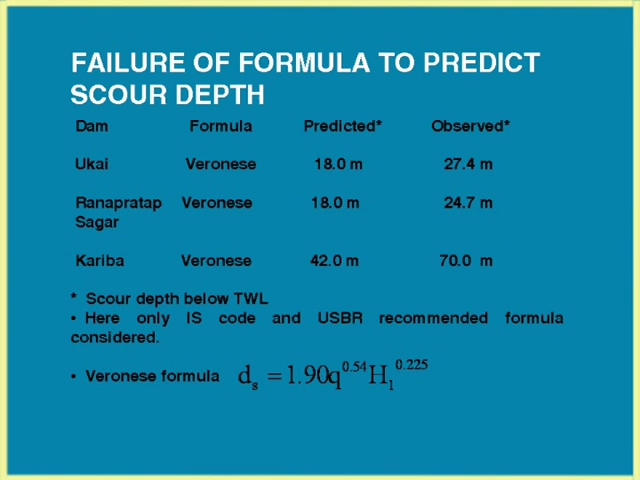 FAILURE OF FORMULA TO PREDICT
SCOUR DEPTH
Dam Formula Predicted* Observed*
Ukai Veronese 18.0 m 27.4 m
Ranapratap Veronese 18.0 m 24.7 m
Sagar
Kariba Veronese 42.0 m 70.0 m
* Scour depth below TWL
• Here only IS code and USBR recommended formula
considered.
• Veronese formula d_s = 1.90q^0.54 H_1^0.225